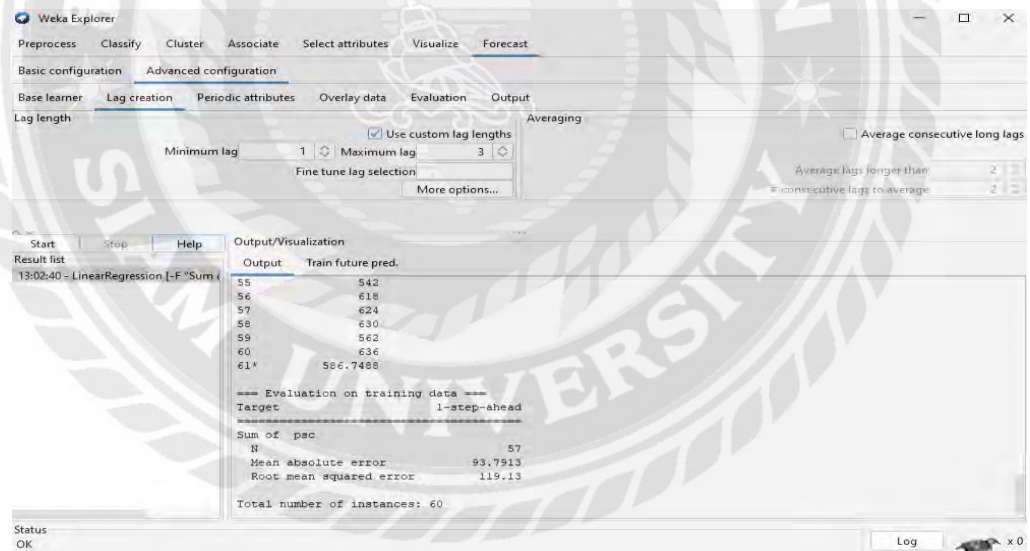 Weka Explorer
Preprocess Classify Cluster Associate Select attributes Visualize Forecast
Basic configuration Advanced configuration
Base learner Lag creation Periodic attributes Overlay data Evaluation Output
Lag length
Use custom lag lengths
Minimum lag 1 Maximum lag 3
Fine tune lag selection
More options...
Averaging
Average consecutive long lags
Average lags longer than 2
# consecutive lags to average 2
Start Stop Help
Result list
13:02:40 - LinearRegression [-F "Sum
Output/Visualization
Output Train future pred.
55 542
56 618
57 624
58 630
59 562
60 636
61* 586.7488
=== Evaluation on training data ===
Target 1-step-ahead
Sum of psc
N 57
Mean absolute error 93.7913
Root mean squared error 119.13
Total number of instances: 60
Status
OK
Log x 0
SIAM UNIVERSITY